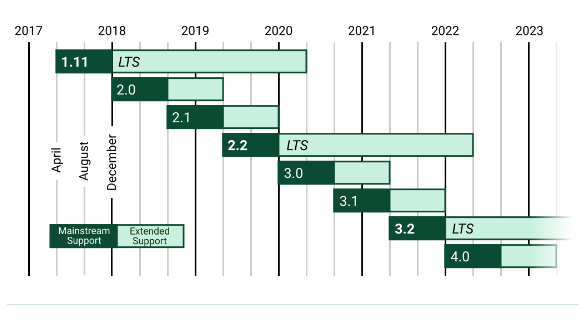 2017 2018 2019 2020 2021 2022 2023
1.11 LTS
2.0
2.1
2.2 LTS
3.0
3.1
3.2 LTS
4.0
April
August
December
Mainstream
Support
Extended
Support